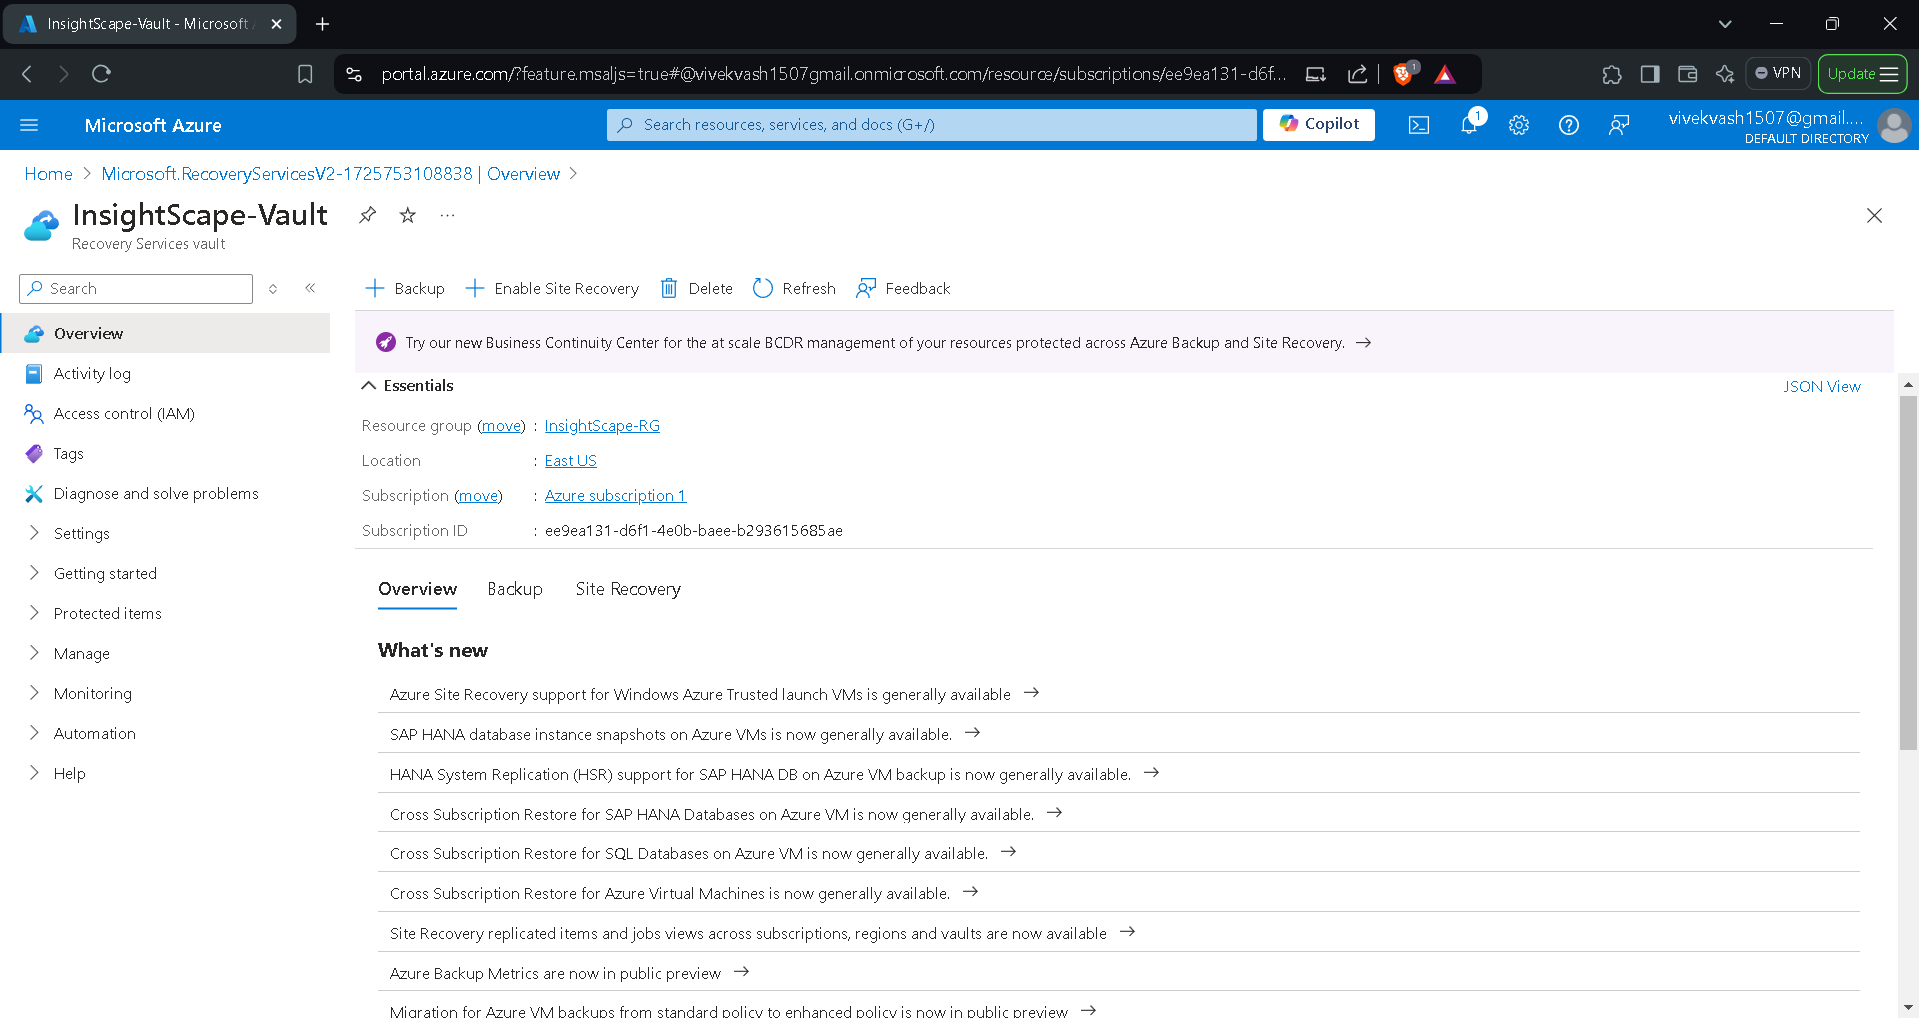 InsightScape-Vault - Microsoft
portal.azure.com/?feature.msaljs=true#@vivekvash1507gmail.onmicrosoft.com/resource/subscriptions/ee9ea131-d6f...
1
VPN
Update
Microsoft Azure
Search resources, services, and docs (G+/)
Copilot
1
vivekvash1507@gmail....
DEFAULT DIRECTORY
Home > Microsoft.RecoveryServicesV2-1725753108838 | Overview >
InsightScape-Vault
Recovery Services vault
Search
Backup
Enable Site Recovery
Delete
Refresh
Feedback
Overview
Activity log
Access control (IAM)
Tags
Diagnose and solve problems
Settings
Getting started
Protected items
Manage
Monitoring
Automation
Help
Try our new Business Continuity Center for the at scale BCDR management of your resources protected across Azure Backup and Site Recovery. →
Essentials
JSON View
Resource group (move) : InsightScape-RG
Location : East US
Subscription (move) : Azure subscription 1
Subscription ID : ee9ea131-d6f1-4e0b-baee-b293615685ae
Overview
Backup
Site Recovery
What's new
Azure Site Recovery support for Windows Azure Trusted launch VMs is generally available →
SAP HANA database instance snapshots on Azure VMs is now generally available. →
HANA System Replication (HSR) support for SAP HANA DB on Azure VM backup is now generally available. →
Cross Subscription Restore for SAP HANA Databases on Azure VM is now generally available. →
Cross Subscription Restore for SQL Databases on Azure VM is now generally available. →
Cross Subscription Restore for Azure Virtual Machines is now generally available. →
Site Recovery replicated items and jobs views across subscriptions, regions and vaults are now available →
Azure Backup Metrics are now in public preview →
Migration for Azure VM backups from standard policy to enhanced policy is now in public preview →